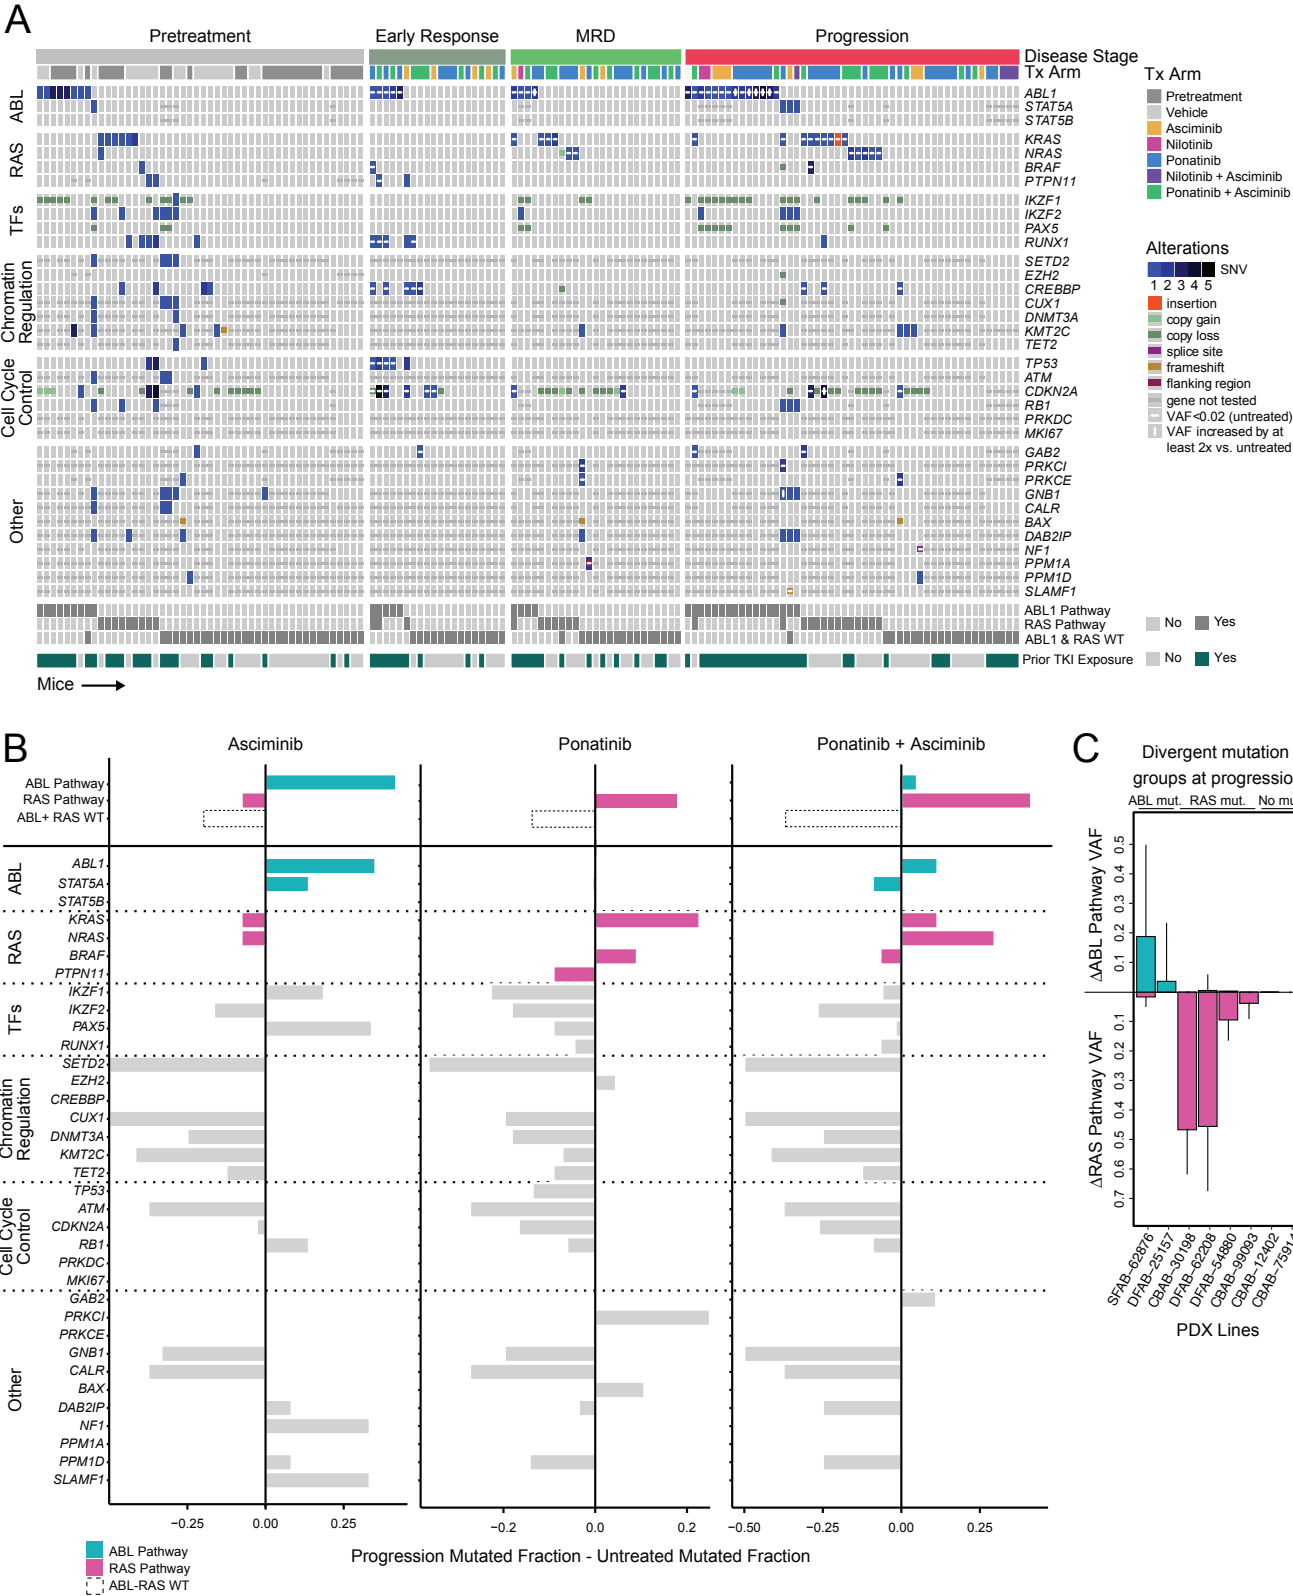 A
Pretreatment
Early Response
MRD
Progression
Disease Stage
Tx Arm
ABL
ABL1
STAT5A
STAT5B
RAS
KRAS
NRAS
BRAF
PTPN11
TFs
IKZF1
IKZF2
PAX5
RUNX1
Chromatin
Regulation
SETD2
EZH2
CREBBP
CUX1
DNMT3A
KMT2C
TET2
Cell Cycle
Control
TP53
ATM
CDKN2A
RB1
PRKDC
MKI67
Other
GAB2
PRKCI
PRKCE
GNB1
CALR
BAX
DAB2IP
NF1
PPM1A
PPM1D
SLAMF1
ABL1 Pathway
RAS Pathway
ABL1 & RAS WT
Prior TKI Exposure
Mice
Tx Arm
Pretreatment
Vehicle
Asciminib
Nilotinib
Ponatinib
Nilotinib + Asciminib
Ponatinib + Asciminib
Alterations
SNV
1 2 3 4 5
insertion
copy gain
copy loss
splice site
frameshift
flanking region
gene not tested
VAF<0.02 (untreated)
VAF increased by at
least 2x vs. untreated
No Yes
No Yes
B
Asciminib
Ponatinib
Ponatinib + Asciminib
ABL Pathway
RAS Pathway
ABL+ RAS WT
ABL
ABL1
STAT5A
STAT5B
RAS
KRAS
NRAS
BRAF
PTPN11
TFs
IKZF1
IKZF2
PAX5
RUNX1
Chromatin
Regulation
SETD2
EZH2
CREBBP
CUX1
DNMT3A
KMT2C
TET2
Cell Cycle
Control
TP53
ATM
CDKN2A
RB1
PRKDC
MKI67
Other
GAB2
PRKCI
PRKCE
GNB1
CALR
BAX
DAB2IP
NF1
PPM1A
PPM1D
SLAMF1
−0.25 0.00 0.25
−0.2 0.0 0.2
−0.50 −0.25 0.00 0.25
Progression Mutated Fraction - Untreated Mutated Fraction
ABL Pathway
RAS Pathway
ABL-RAS WT
C
Divergent mutation
groups at progressio
ABL mut. RAS mut. No mu
ΔABL Pathway VAF
0.5
0.4
0.3
0.2
0.1
ΔRAS Pathway VAF
0.1
0.2
0.3
0.4
0.5
0.6
0.7
SFAB−62876
DFAB−25157
CBAB−30198
DFAB−62208
DFAB−54880
CBAB−99093
CBAB−12402
CBAB−75914
PDX Lines